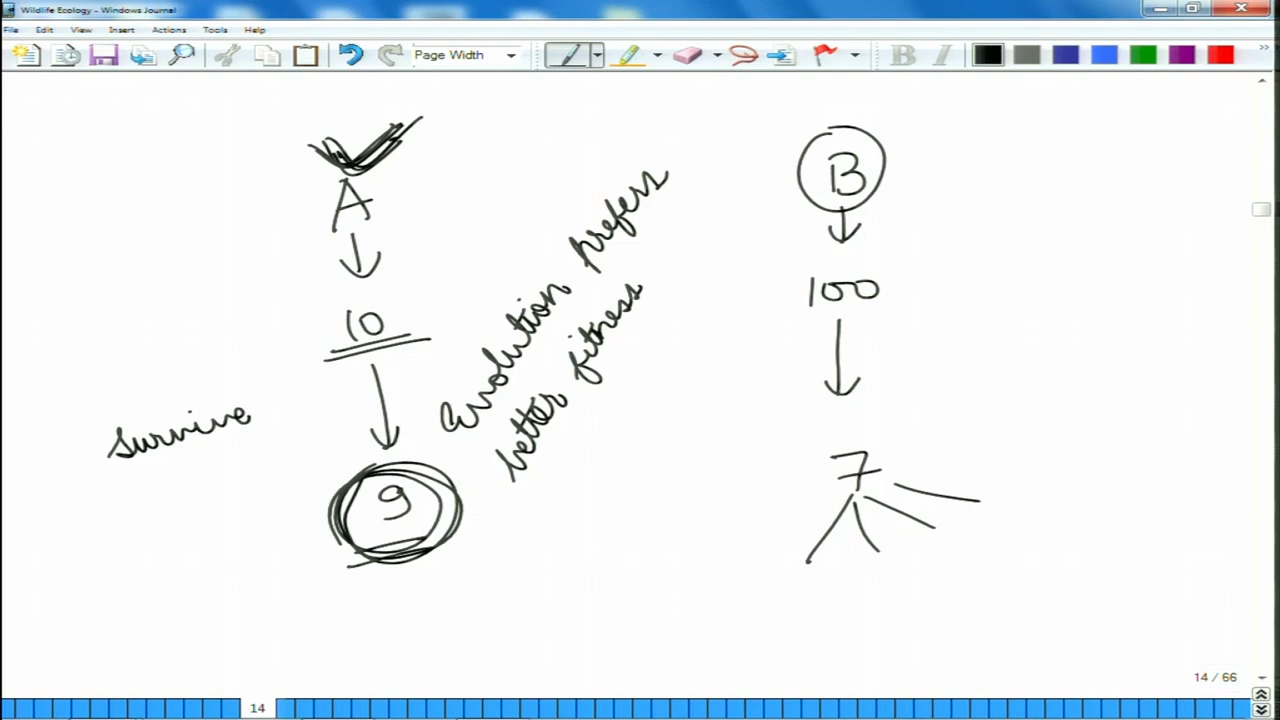 Wildlife Ecology - Windows Journal
File Edit View Insert Actions Tools Help
Page Width
B I
A
B
10
100
Evolution prefers
better fitness
survive
9
7
14 / 66
14